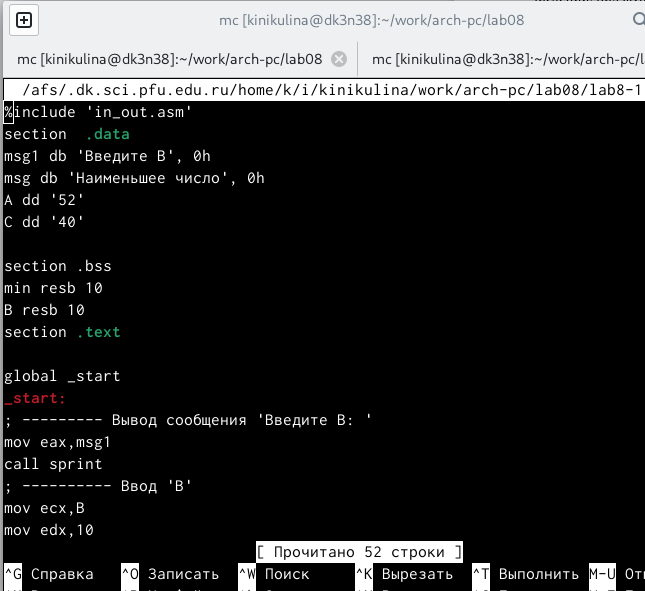 mc [kinikulina@dk3n38]:~/work/arch-pc/lab08
mc [kinikulina@dk3n38]:~/work/arch-pc/lab08 mc [kinikulina@dk3n38]:~/work/arch-pc/l
/afs/.dk.sci.pfu.edu.ru/home/k/i/kinikulina/work/arch-pc/lab08/lab8-1
%include 'in_out.asm'
section .data
msg1 db 'Введите B', 0h
msg db 'Наименьшее число', 0h
A dd '52'
C dd '40'
section .bss
min resb 10
B resb 10
section .text
global _start
_start:
; --------- Вывод сообщения 'Введите B: '
mov eax,msg1
call sprint
; ---------- Ввод 'B'
mov ecx,B
mov edx,10
[ Прочитано 52 строки ]
^G Справка ^O Записать ^W Поиск ^K Вырезать ^T Выполнить M-U От